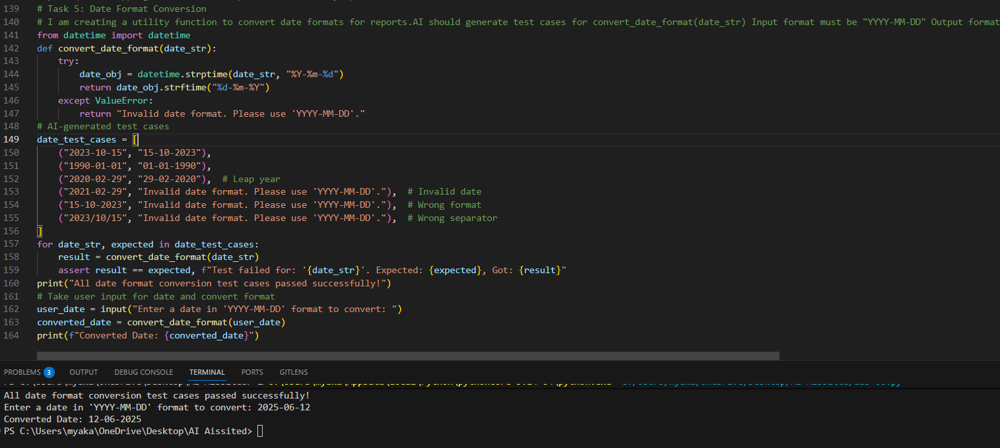 139 # Task 5: Date Format Conversion
140 # I am creating a utility function to convert date formats for reports.AI should generate test cases for convert_date_format(date_str) Input format must be "YYYY-MM-DD" Output format
141 from datetime import datetime
142 def convert_date_format(date_str):
143     try:
144         date_obj = datetime.strptime(date_str, "%Y-%m-%d")
145         return date_obj.strftime("%d-%m-%Y")
146     except ValueError:
147         return "Invalid date format. Please use 'YYYY-MM-DD'."
148 # AI-generated test cases
149 date_test_cases = [
150     ("2023-10-15", "15-10-2023"),
151     ("1990-01-01", "01-01-1990"),
152     ("2020-02-29", "29-02-2020"),  # Leap year
153     ("2021-02-29", "Invalid date format. Please use 'YYYY-MM-DD'."),  # Invalid date
154     ("15-10-2023", "Invalid date format. Please use 'YYYY-MM-DD'."),  # Wrong format
155     ("2023/10/15", "Invalid date format. Please use 'YYYY-MM-DD'."),  # Wrong separator
156 ]
157 for date_str, expected in date_test_cases:
158     result = convert_date_format(date_str)
159     assert result == expected, f"Test failed for: '{date_str}'. Expected: {expected}, Got: {result}"
160 print("All date format conversion test cases passed successfully!")
161 # Take user input for date and convert format
162 user_date = input("Enter a date in 'YYYY-MM-DD' format to convert: ")
163 converted_date = convert_date_format(user_date)
164 print(f"Converted Date: {converted_date}")
PROBLEMS 3 OUTPUT DEBUG CONSOLE TERMINAL PORTS GITLENS
All date format conversion test cases passed successfully!
Enter a date in 'YYYY-MM-DD' format to convert: 2025-06-12
Converted Date: 12-06-2025
PS C:\Users\myaka\OneDrive\Desktop\AI Aissited>